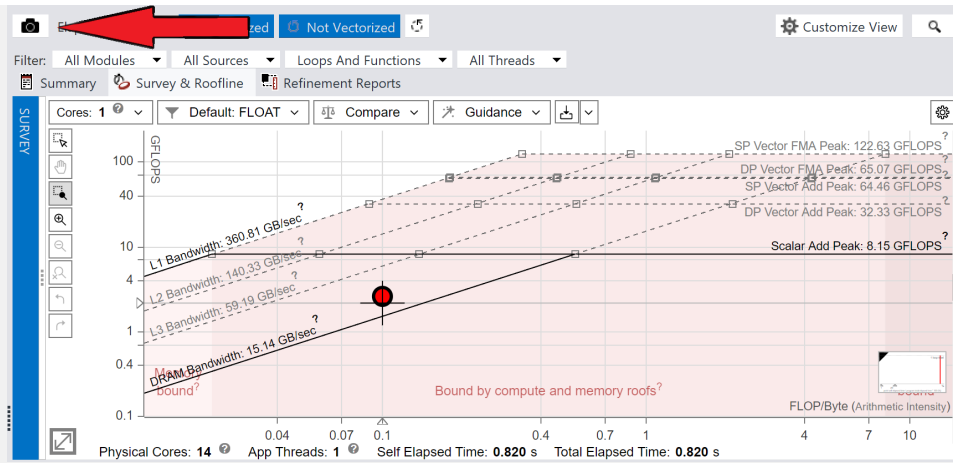 Not Vectorized
Customize View
Filter: All Modules All Sources Loops And Functions All Threads
Summary Survey & Roofline Refinement Reports
SURVEY
Cores: 1 ? Default: FLOAT Compare Guidance
GFLOPS
100
40
10
4
1
0.4
0.1
SP Vector FMA Peak: 122.63 GFLOPS ?
DP Vector FMA Peak: 65.07 GFLOPS ?
SP Vector Add Peak: 64.46 GFLOPS ?
DP Vector Add Peak: 32.33 GFLOPS ?
Scalar Add Peak: 8.15 GFLOPS ?
L1 Bandwidth: 360.81 GB/sec ?
L2 Bandwidth: 140.33 GB/sec ?
L3 Bandwidth: 59.19 GB/sec ?
DRAM Bandwidth: 15.14 GB/sec ?
Memory
bound?
Bound by compute and memory roofs?
bound
FLOP/Byte (Arithmetic Intensity)
0.04 0.07 0.1 0.4 0.7 1 4 7 10
Physical Cores: 14 ? App Threads: 1 ? Self Elapsed Time: 0.820 s Total Elapsed Time: 0.820 s